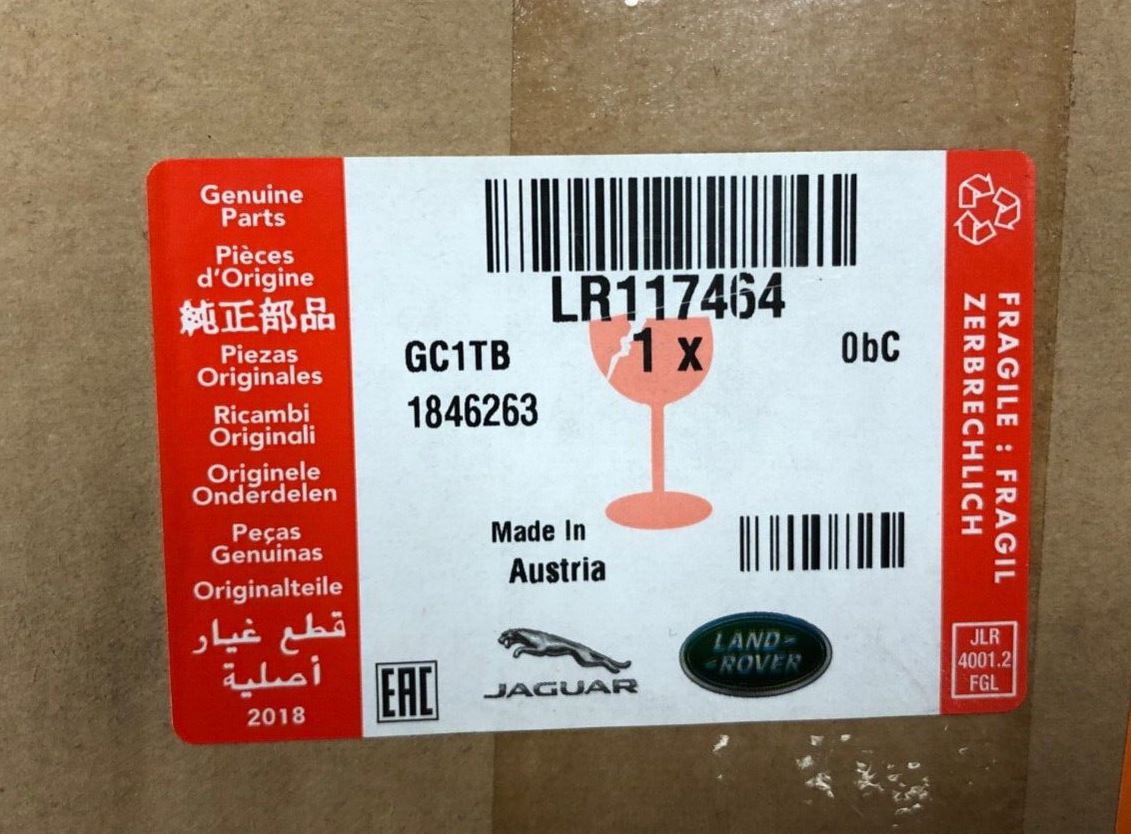 Genuine
Parts
Pièces
d'Origine
純正部品
Piezas
Originales
Ricambi
Originali
Originele
Onderdelen
Peças
Genuinas
Originalteile
قطع غيار
أصلية
2018
LR117464
GC1TB
1 x
0bC
1846263
Made In
Austria
EAC
JAGUAR
LAND-
-ROVER
FRAGILE : FRAGIL
ZERBRECHLICH
JLR
4001.2
FGL